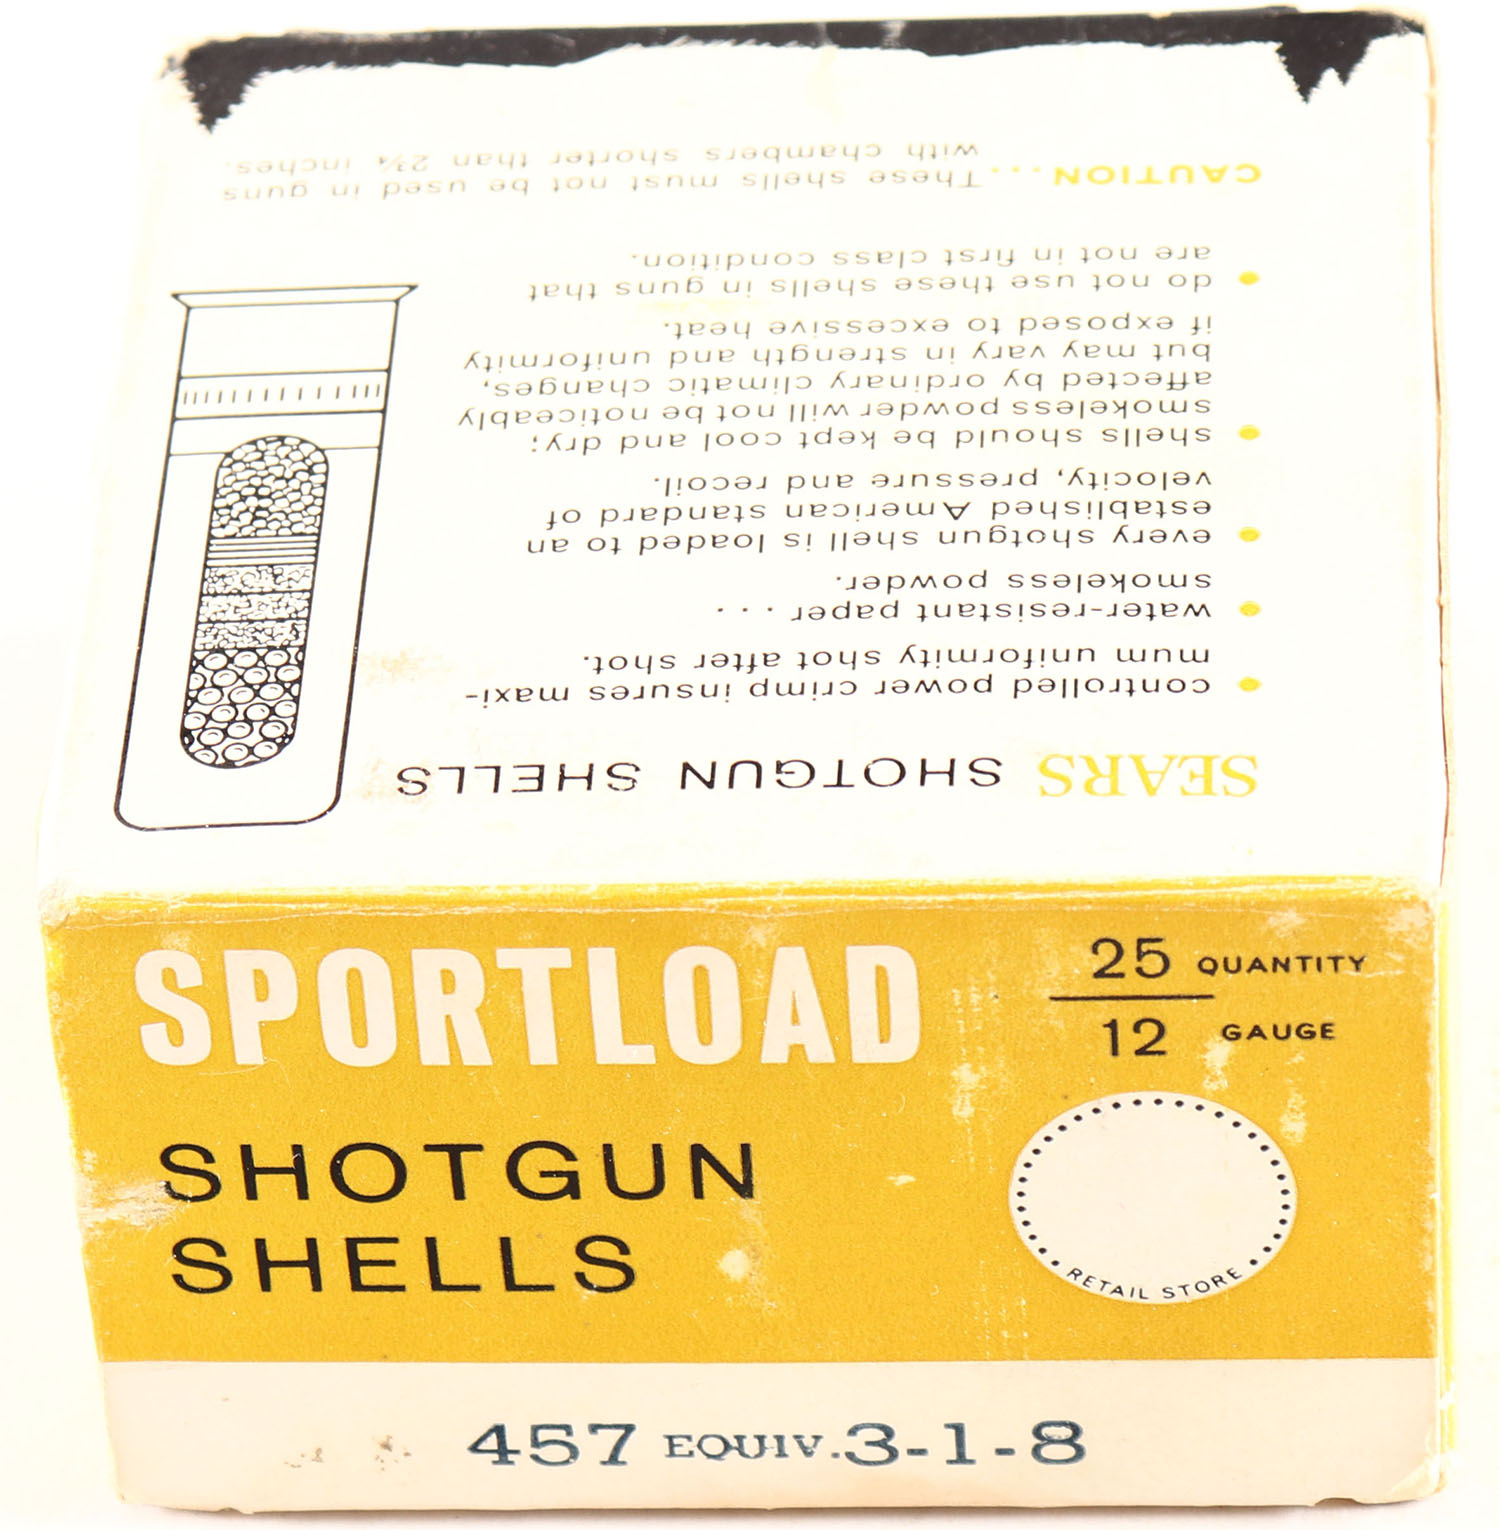 SPORTLOAD
SHOTGUN
SHELLS
25 QUANTITY
12 GAUGE
RETAIL STORE
457 EQUIV. 3-1-8
SEARS SHOTGUN SHELLS
• controlled power crimp insures maxi-
mum uniformity shot after shot.
• water-resistant paper . . .
smokeless powder.
• every shotgun shell is loaded to an
established American standard of
velocity, pressure and recoil.
• shells should be kept cool and dry;
smokeless powder will not be noticeably
affected by ordinary climatic changes,
but may vary in strength and uniformity
if exposed to excessive heat.
• do not use these shells in guns that
are not in first class condition.
CAUTION... These shells must not be used in guns
with chambers shorter than 2¾ inches.